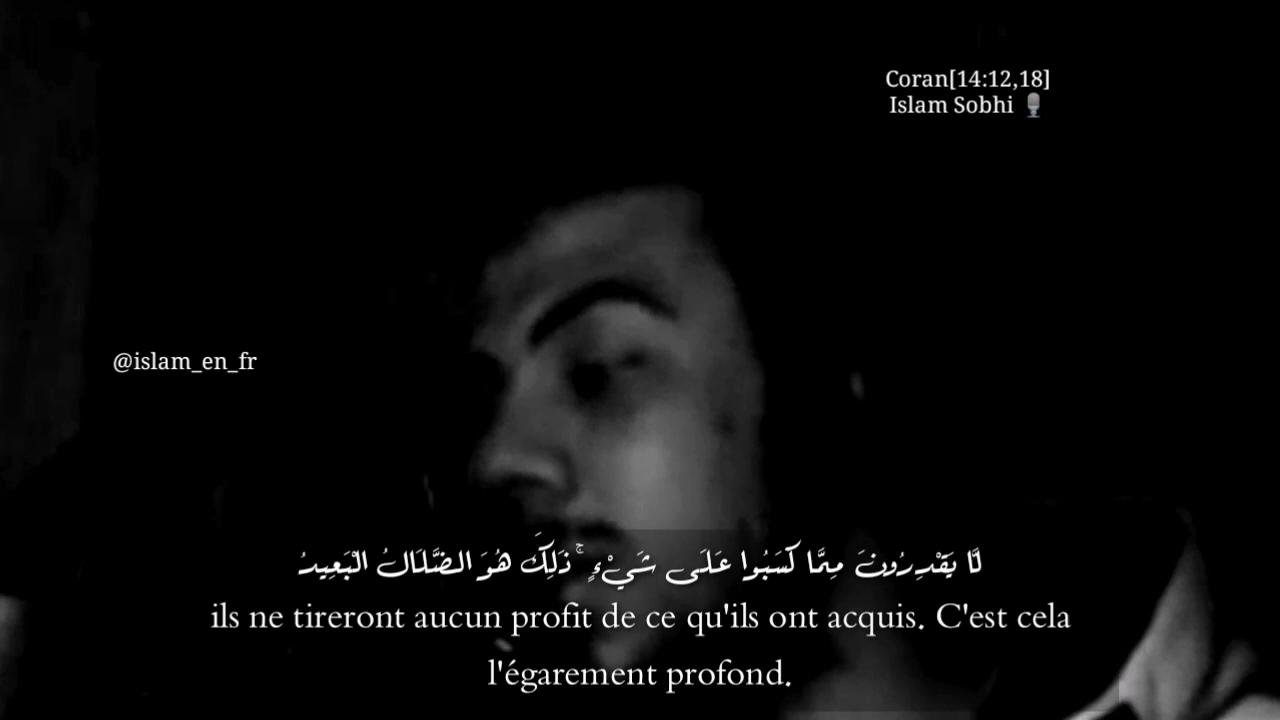 Coran[14:12,18]
Islam Sobhi 🎙️
@islam_en_fr
لَّا يَقْدِرُونَ مِمَّا كَسَبُوا عَلَى شَيْءٍ ۚ ذَلِكَ هُوَ الضَّلَالُ الْبَعِيدُ
ils ne tireront aucun profit de ce qu'ils ont acquis. C'est cela
l'égarement profond.